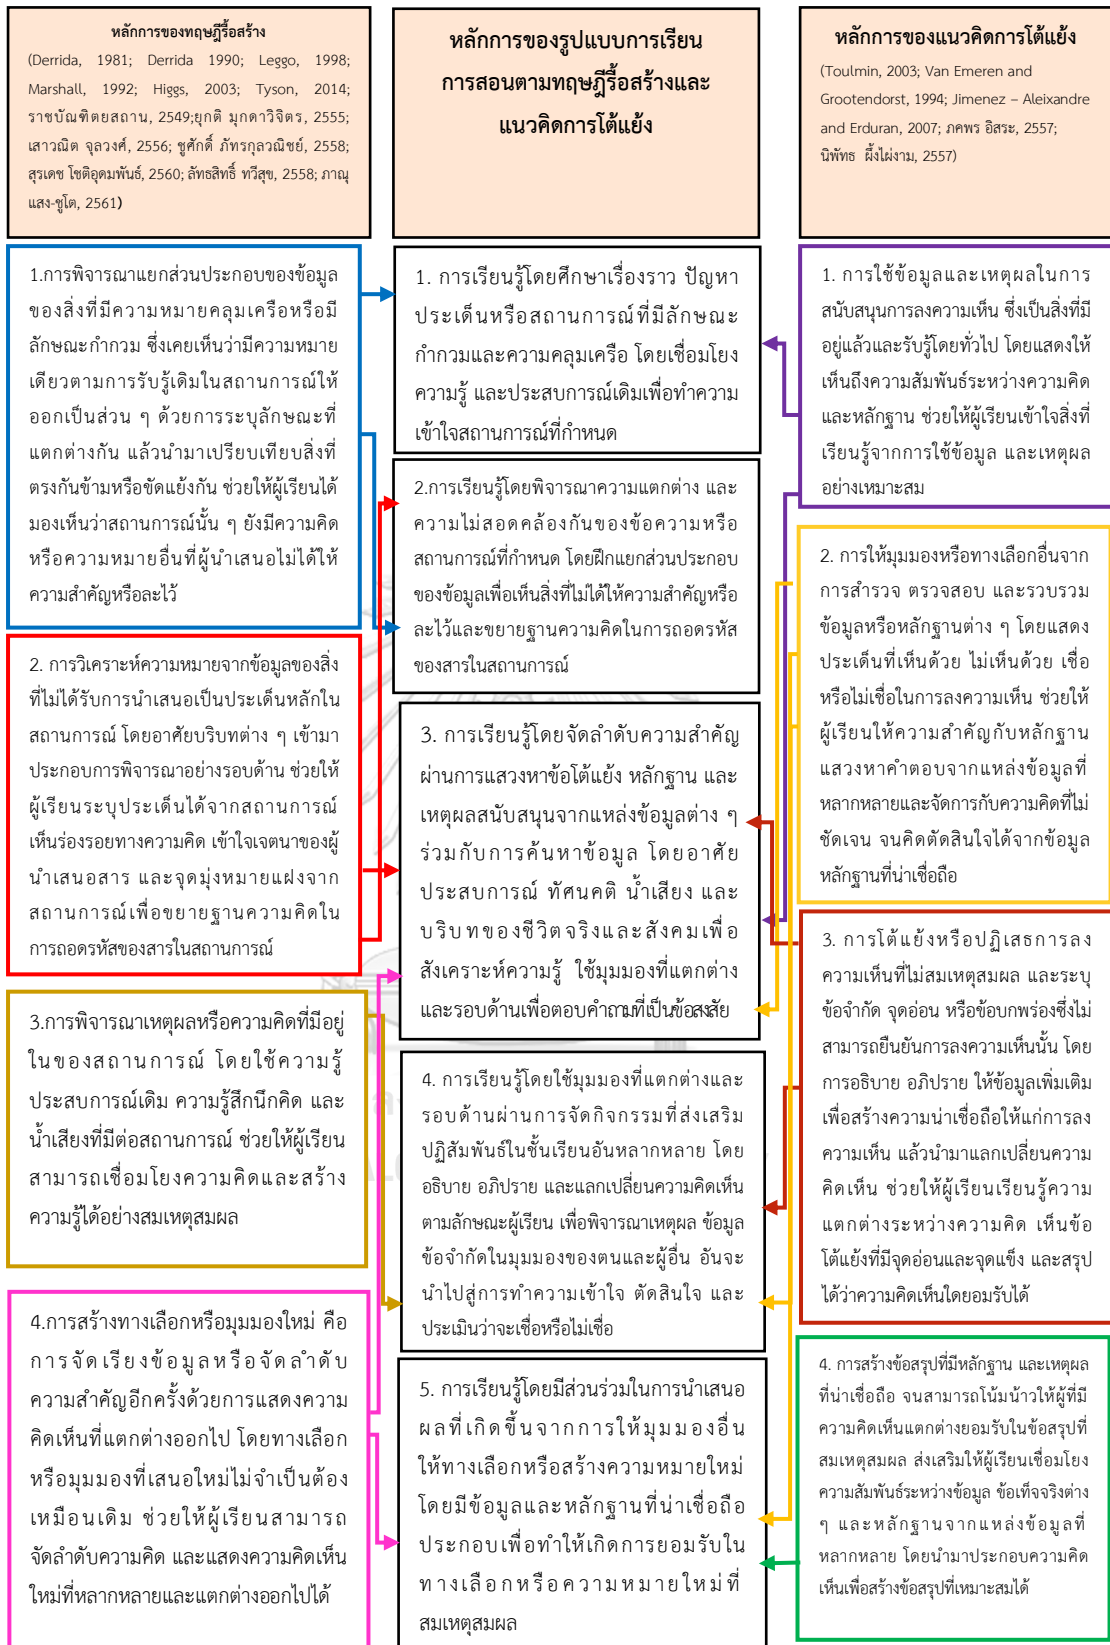 หลักการของทฤษฎีรื้อสร้าง
(Derrida, 1981; Derrida 1990; Leggo, 1998;
Marshall, 1992; Higgs, 2003; Tyson, 2014;
ราชบัณฑิตยสถาน, 2549;ยุกติ มุกดาวิจิตร, 2555;
เสาวณิต จุลวงศ์, 2556; ชูศักดิ์ ภัทรกุลวณิชย์, 2558;
สุรเดช โชติอุดมพันธ์, 2560; ลัทธสิทธิ์ ทวีสุข, 2558; ภาณุ
แสง-ชูโต, 2561)
หลักการของรูปแบบการเรียน
การสอนตามทฤษฎีรื้อสร้างและ
แนวคิดการโต้แย้ง
หลักการของแนวคิดการโต้แย้ง
(Toulmin, 2003; Van Emeren and
Grootendorst, 1994; Jimenez – Aleixandre
and Erduran, 2007; ภคพร อิสระ, 2557;
นิพัทธ ผึ้งไผ่งาม, 2557)
1.การพิจารณาแยกส่วนประกอบของข้อมูล
ของสิ่งที่มีความหมายคลุมเครือหรือมี
ลักษณะกำกวม ซึ่งเคยเห็นว่ามีความหมาย
เดียวตามการรับรู้เดิมในสถานการณ์ให้
ออกเป็นส่วน ๆ ด้วยการระบุลักษณะที่
แตกต่างกัน แล้วนำมาเปรียบเทียบสิ่งที่
ตรงกันข้ามหรือขัดแย้งกัน ช่วยให้ผู้เรียนได้
มองเห็นว่าสถานการณ์นั้น ๆ ยังมีความคิด
หรือความหมายอื่นที่ผู้นำเสนอไม่ได้ให้
ความสำคัญหรือละไว้
2. การวิเคราะห์ความหมายจากข้อมูลของสิ่ง
ที่ไม่ได้รับการนำเสนอเป็นประเด็นหลักใน
สถานการณ์ โดยอาศัยบริบทต่าง ๆ เข้ามา
ประกอบการพิจารณาอย่างรอบด้าน ช่วยให้
ผู้เรียนระบุประเด็นได้จากสถานการณ์
เห็นร่องรอยทางความคิด เข้าใจเจตนาของผู้
นำเสนอสาร และจุดมุ่งหมายแฝงจาก
สถานการณ์เพื่อขยายฐานความคิดใน
การถอดรหัสของสารในสถานการณ์
3.การพิจารณาเหตุผลหรือความคิดที่มีอยู่
ในของสถานการณ์ โดยใช้ความรู้
ประสบการณ์เดิม ความรู้สึกนึกคิด และ
น้ำเสียงที่มีต่อสถานการณ์ ช่วยให้ผู้เรียน
สามารถเชื่อมโยงความคิดและสร้าง
ความรู้ได้อย่างสมเหตุสมผล
4.การสร้างทางเลือกหรือมุมมองใหม่ คือ
การจัดเรียงข้อมูลหรือจัดลำดับ
ความสำคัญอีกครั้งด้วยการแสดงความ
คิดเห็นที่แตกต่างออกไป โดยทางเลือก
หรือมุมมองที่เสนอใหม่ไม่จำเป็นต้อง
เหมือนเดิม ช่วยให้ผู้เรียนสามารถ
จัดลำดับความคิด และแสดงความคิดเห็น
ใหม่ที่หลากหลายและแตกต่างออกไปได้
1. การเรียนรู้โดยศึกษาเรื่องราว ปัญหา
ประเด็นหรือสถานการณ์ที่มีลักษณะ
กำกวมและความคลุมเครือ โดยเชื่อมโยง
ความรู้ และประสบการณ์เดิมเพื่อทำความ
เข้าใจสถานการณ์ที่กำหนด
2.การเรียนรู้โดยพิจารณาความแตกต่าง และ
ความไม่สอดคล้องกันของข้อความหรือ
สถานการณ์ที่กำหนด โดยฝึกแยกส่วนประกอบ
ของข้อมูลเพื่อเห็นสิ่งที่ไม่ได้ให้ความสำคัญหรือ
ละไว้และขยายฐานความคิดในการถอดรหัส
ของสารในสถานการณ์
3. การเรียนรู้โดยจัดลำดับความสำคัญ
ผ่านการแสวงหาข้อโต้แย้ง หลักฐาน และ
เหตุผลสนับสนุนจากแหล่งข้อมูลต่าง ๆ
ร่วมกับการค้นหาข้อมูล โดยอาศัย
ประสบการณ์ ทัศนคติ น้ำเสียง และ
บริบทของชีวิตจริงและสังคมเพื่อ
สังเคราะห์ความรู้ ใช้มุมมองที่แตกต่าง
และรอบด้านเพื่อตอบคำถามที่เป็นข้อสงสัย
4. การเรียนรู้โดยใช้มุมมองที่แตกต่างและ
รอบด้านผ่านการจัดกิจกรรมที่ส่งเสริม
ปฏิสัมพันธ์ในชั้นเรียนอันหลากหลาย โดย
อธิบาย อภิปราย และแลกเปลี่ยนความคิดเห็น
ตามลักษณะผู้เรียน เพื่อพิจารณาเหตุผล ข้อมูล
ข้อจำกัดในมุมมองของตนและผู้อื่น อันจะ
นำไปสู่การทำความเข้าใจ ตัดสินใจ และ
ประเมินว่าจะเชื่อหรือไม่เชื่อ
5. การเรียนรู้โดยมีส่วนร่วมในการนำเสนอ
ผลที่เกิดขึ้นจากการให้มุมมองอื่น
ให้ทางเลือกหรือสร้างความหมายใหม่
โดยมีข้อมูลและหลักฐานที่น่าเชื่อถือ
ประกอบเพื่อทำให้เกิดการยอมรับใน
ทางเลือกหรือความหมายใหม่ที่
สมเหตุสมผล
1. การใช้ข้อมูลและเหตุผลในการ
สนับสนุนการลงความเห็น ซึ่งเป็นสิ่งที่มี
อยู่แล้วและรับรู้โดยทั่วไป โดยแสดงให้
เห็นถึงความสัมพันธ์ระหว่างความคิด
และหลักฐาน ช่วยให้ผู้เรียนเข้าใจสิ่งที่
เรียนรู้จากการใช้ข้อมูล และเหตุผล
อย่างเหมาะสม
2. การให้มุมมองหรือทางเลือกอื่นจาก
การสำรวจ ตรวจสอบ และรวบรวม
ข้อมูลหรือหลักฐานต่าง ๆ โดยแสดง
ประเด็นที่เห็นด้วย ไม่เห็นด้วย เชื่อ
หรือไม่เชื่อในการลงความเห็น ช่วยให้
ผู้เรียนให้ความสำคัญกับหลักฐาน
แสวงหาคำตอบจากแหล่งข้อมูลที่
หลากหลายและจัดการกับความคิดที่ไม่
ชัดเจน จนคิดตัดสินใจได้จากข้อมูล
หลักฐานที่น่าเชื่อถือ
3. การโต้แย้งหรือปฏิเสธการลง
ความเห็นที่ไม่สมเหตุสมผล และระบุ
ข้อจำกัด จุดอ่อน หรือข้อบกพร่องซึ่งไม่
สามารถยืนยันการลงความเห็นนั้น โดย
การอธิบาย อภิปราย ให้ข้อมูลเพิ่มเติม
เพื่อสร้างความน่าเชื่อถือให้แก่การลง
ความเห็น แล้วนำมาแลกเปลี่ยนความ
คิดเห็น ช่วยให้ผู้เรียนเรียนรู้ความ
แตกต่างระหว่างความคิด เห็นข้อ
โต้แย้งที่มีจุดอ่อนและจุดแข็ง และสรุป
ได้ว่าความคิดเห็นใดยอมรับได้
4. การสร้างข้อสรุปที่มีหลักฐาน และเหตุผล
ที่น่าเชื่อถือ จนสามารถโน้มน้าวให้ผู้ที่มี
ความคิดเห็นแตกต่างยอมรับในข้อสรุปที่
สมเหตุสมผล ส่งเสริมให้ผู้เรียนเชื่อมโยง
ความสัมพันธ์ระหว่างข้อมูล ข้อเท็จจริงต่าง
ๆ และหลักฐานจากแหล่งข้อมูลที่
หลากหลาย โดยนำมาประกอบความคิด
เห็นเพื่อสร้างข้อสรุปที่เหมาะสมได้